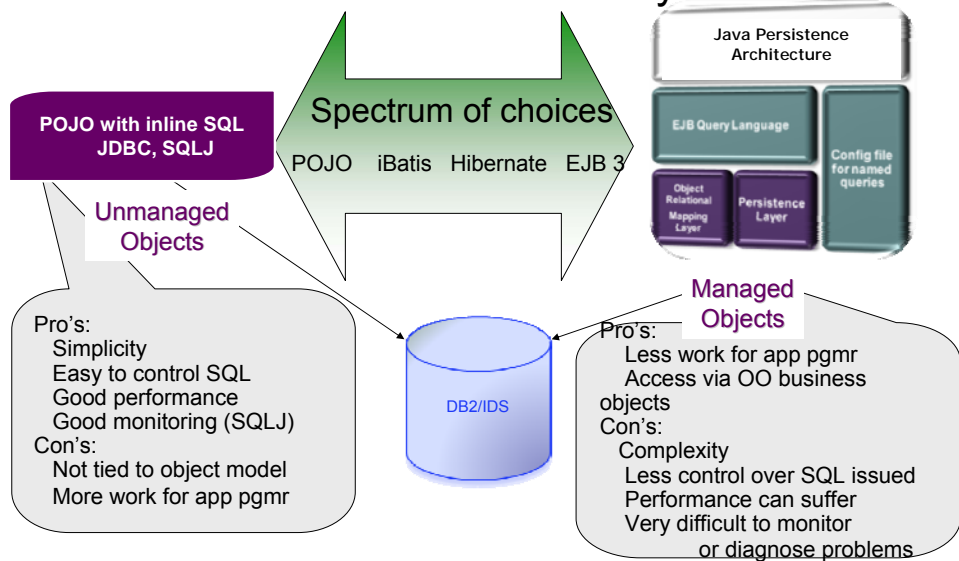 Java Persistence
Architecture
Spectrum of choices
POJO with inline SQL
JDBC, SQLJ
POJO iBatis Hibernate EJB 3
EJB Query Language
Config file
for named
queries
Object
Relational
Mapping
Layer
Persistence
Layer
Unmanaged
Objects
Managed
Objects
Pro's:
Simplicity
Easy to control SQL
Good performance
Good monitoring (SQLJ)
Con's:
Not tied to object model
More work for app pgmr
DB2/IDS
Pro's:
Less work for app pgmr
Access via OO business
objects
Con's:
Complexity
Less control over SQL issued
Performance can suffer
Very difficult to monitor
or diagnose problems